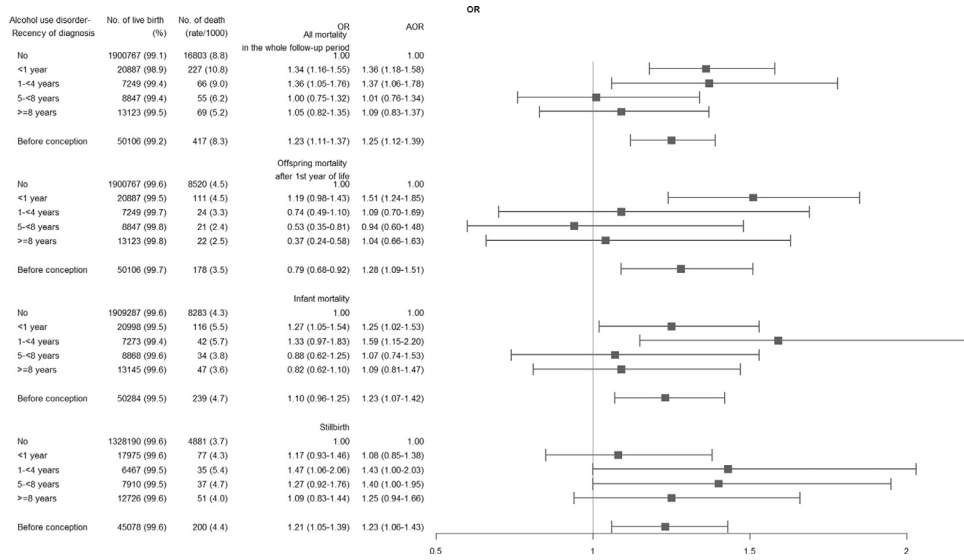 OR
Alcohol use disorder- No. of live birth No. of death
Recency of diagnosis (%) (rate/1000) OR AOR
All mortality
in the whole follow-up period
No 1900767 (99.1) 16803 (8.8) 1.00 1.00
<1 year 20887 (98.9) 227 (10.8) 1.34 (1.16-1.55) 1.36 (1.18-1.58)
1-<4 years 7249 (99.4) 66 (9.0) 1.36 (1.05-1.76) 1.37 (1.06-1.78)
5-<8 years 8847 (99.4) 55 (6.2) 1.00 (0.75-1.32) 1.01 (0.76-1.34)
>=8 years 13123 (99.5) 69 (5.2) 1.05 (0.82-1.35) 1.09 (0.83-1.37)
Before conception 50106 (99.2) 417 (8.3) 1.23 (1.11-1.37) 1.25 (1.12-1.39)
Offspring mortality
after 1st year of life
No 1900767 (99.6) 8520 (4.5) 1.00 1.00
<1 year 20887 (99.5) 111 (4.5) 1.19 (0.98-1.43) 1.51 (1.24-1.85)
1-<4 years 7249 (99.7) 24 (3.3) 0.74 (0.49-1.10) 1.09 (0.70-1.69)
5-<8 years 8847 (99.8) 21 (2.4) 0.53 (0.35-0.81) 0.94 (0.60-1.48)
>=8 years 13123 (99.8) 22 (2.5) 0.37 (0.24-0.58) 1.04 (0.66-1.63)
Before conception 50106 (99.7) 178 (3.5) 0.79 (0.68-0.92) 1.28 (1.09-1.51)
Infant mortality
No 1909287 (99.6) 8283 (4.3) 1.00 1.00
<1 year 20998 (99.5) 116 (5.5) 1.27 (1.05-1.54) 1.25 (1.02-1.53)
1-<4 years 7273 (99.4) 42 (5.7) 1.33 (0.97-1.83) 1.59 (1.15-2.20)
5-<8 years 8868 (99.6) 34 (3.8) 0.88 (0.62-1.25) 1.07 (0.74-1.53)
>=8 years 13145 (99.6) 47 (3.6) 0.82 (0.62-1.10) 1.09 (0.81-1.47)
Before conception 50284 (99.5) 239 (4.7) 1.10 (0.96-1.25) 1.23 (1.07-1.42)
Stillbirth
No 1328190 (99.6) 4881 (3.7) 1.00 1.00
<1 year 17975 (99.6) 77 (4.3) 1.17 (0.93-1.46) 1.08 (0.85-1.38)
1-<4 years 6467 (99.5) 35 (5.4) 1.47 (1.06-2.06) 1.43 (1.00-2.03)
5-<8 years 7910 (99.5) 37 (4.7) 1.27 (0.92-1.76) 1.40 (1.00-1.95)
>=8 years 12726 (99.6) 51 (4.0) 1.09 (0.83-1.44) 1.25 (0.94-1.66)
Before conception 45078 (99.6) 200 (4.4) 1.21 (1.05-1.39) 1.23 (1.06-1.43)
0.5 1 1.5 2